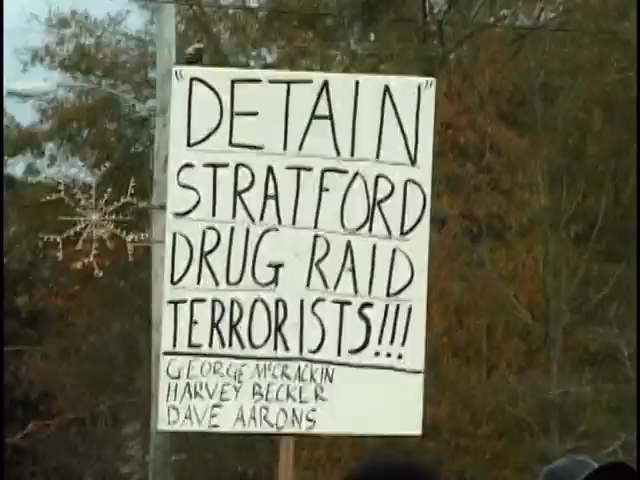 "DETAIN"
STRATFORD
DRUG RAID
TERRORISTS!!!
GEORGE McCRACKIN
HARVEY BECKER
DAVE AARONS